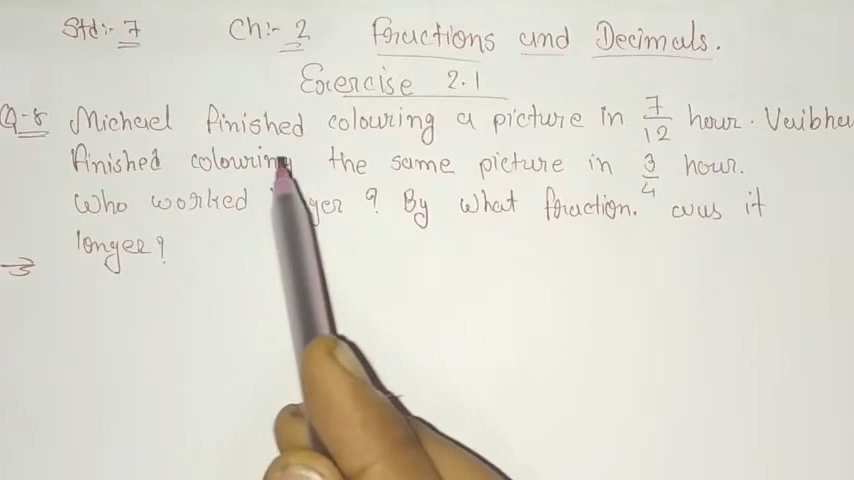 Std:- 7 Ch:- 2 Fractions and Decimals.
Exercise 2.1
Q-8 Michael finished colouring a picture in 7/12 hour. Vaibhav
finished colouring the same picture in 3/4 hour.
Who worked ? By what fraction. was it
longer?